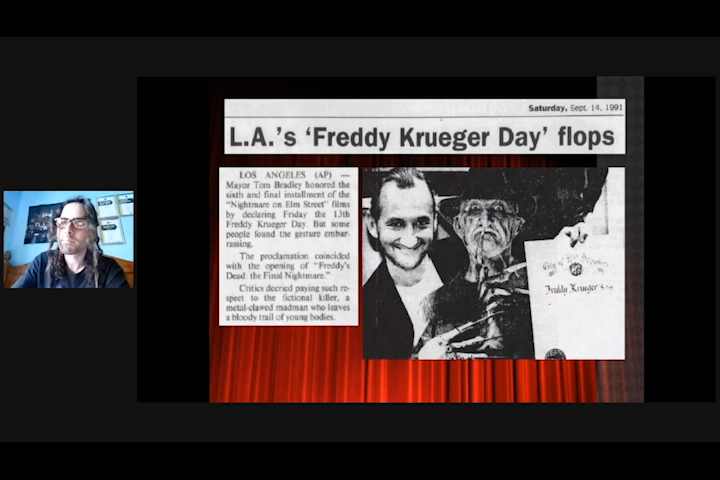 Saturday, Sept. 14, 1991
L.A.'s 'Freddy Krueger Day' flops
LOS ANGELES (AP) —
Mayor Tom Bradley honored the
sixth and final installment of the
"Nightmare on Elm Street" films
by declaring Friday the 13th
Freddy Krueger Day. But some
people found the gesture embar-
rassing.
The proclamation coincided
with the opening of "Freddy's
Dead: the Final Nightmare."
Critics decried paying such re-
spect to the fictional killer, a
metal-clawed madman who leaves
a bloody trail of young bodies.
City of Los Angeles
Freddy Krueger's